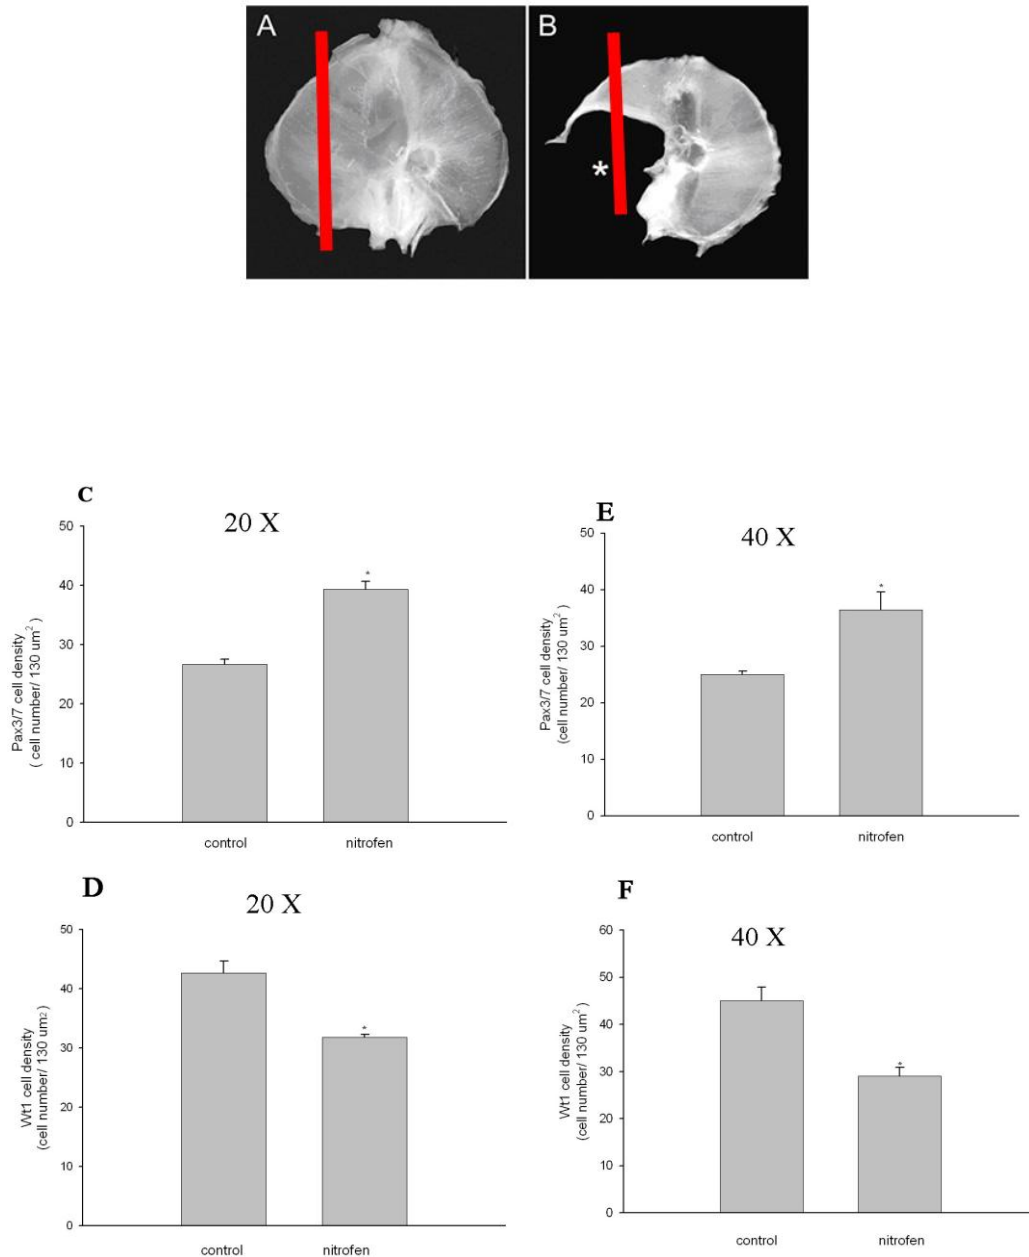 A
B
*
C
20 X
Pax3/7 cell density
( cell number/ 130 um²)
50
40
30
20
10
0
*
control
nitrofen
E
40 X
Pax3/7 cell density
(cell number/ 130 um²)
50
40
30
20
10
0
*
control
nitrofen
D
20 X
Wt1 cell density
(cell number/ 130 um2)
50
40
30
20
10
0
*
control
nitrofen
F
40 X
Wt1 cell density
(cell number/ 130 um²)
60
50
40
30
20
10
0
*
control
nitrofen